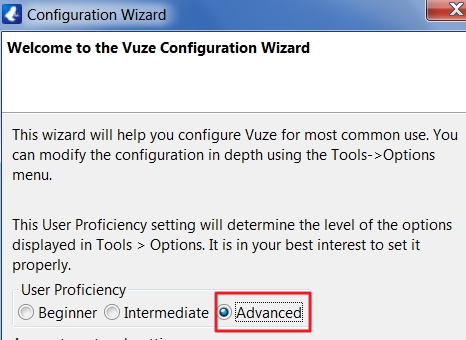 Configuration Wizard
Welcome to the Vuze Configuration Wizard
This wizard will help you configure Vuze for most common use. You
can modify the configuration in depth using the Tools->Options
menu.
This User Proficiency setting will determine the level of the options
displayed in Tools > Options. It is in your best interest to set it
properly.
User Proficiency
Beginner Intermediate Advanced